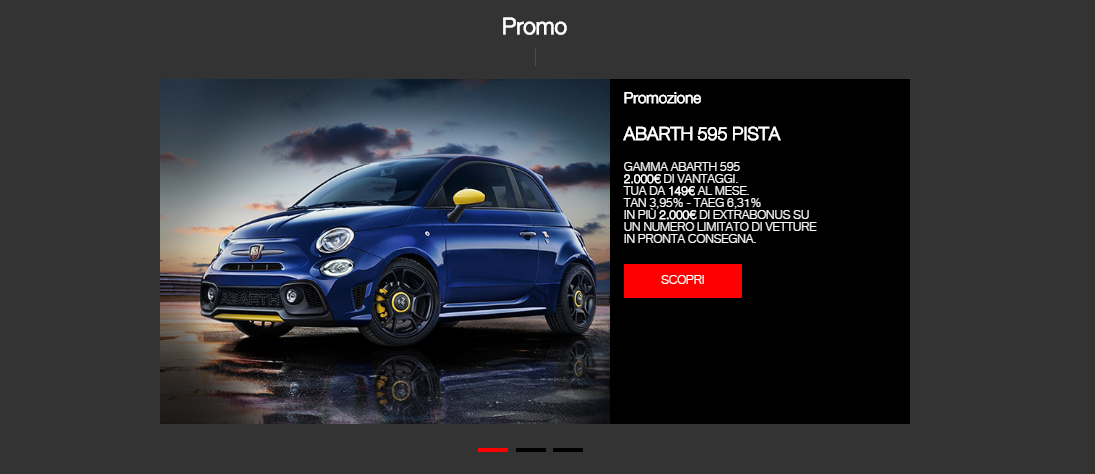 Promo
Promozione
ABARTH 595 PISTA
GAMMA ABARTH 595
2.000€ DI VANTAGGI.
TUA DA 149€ AL MESE.
TAN 3,95% - TAEG 6,31%
IN PIÙ 2.000€ DI EXTRABONUS SU
UN NUMERO LIMITATO DI VETTURE
IN PRONTA CONSEGNA.
SCOPRI
ABARTH